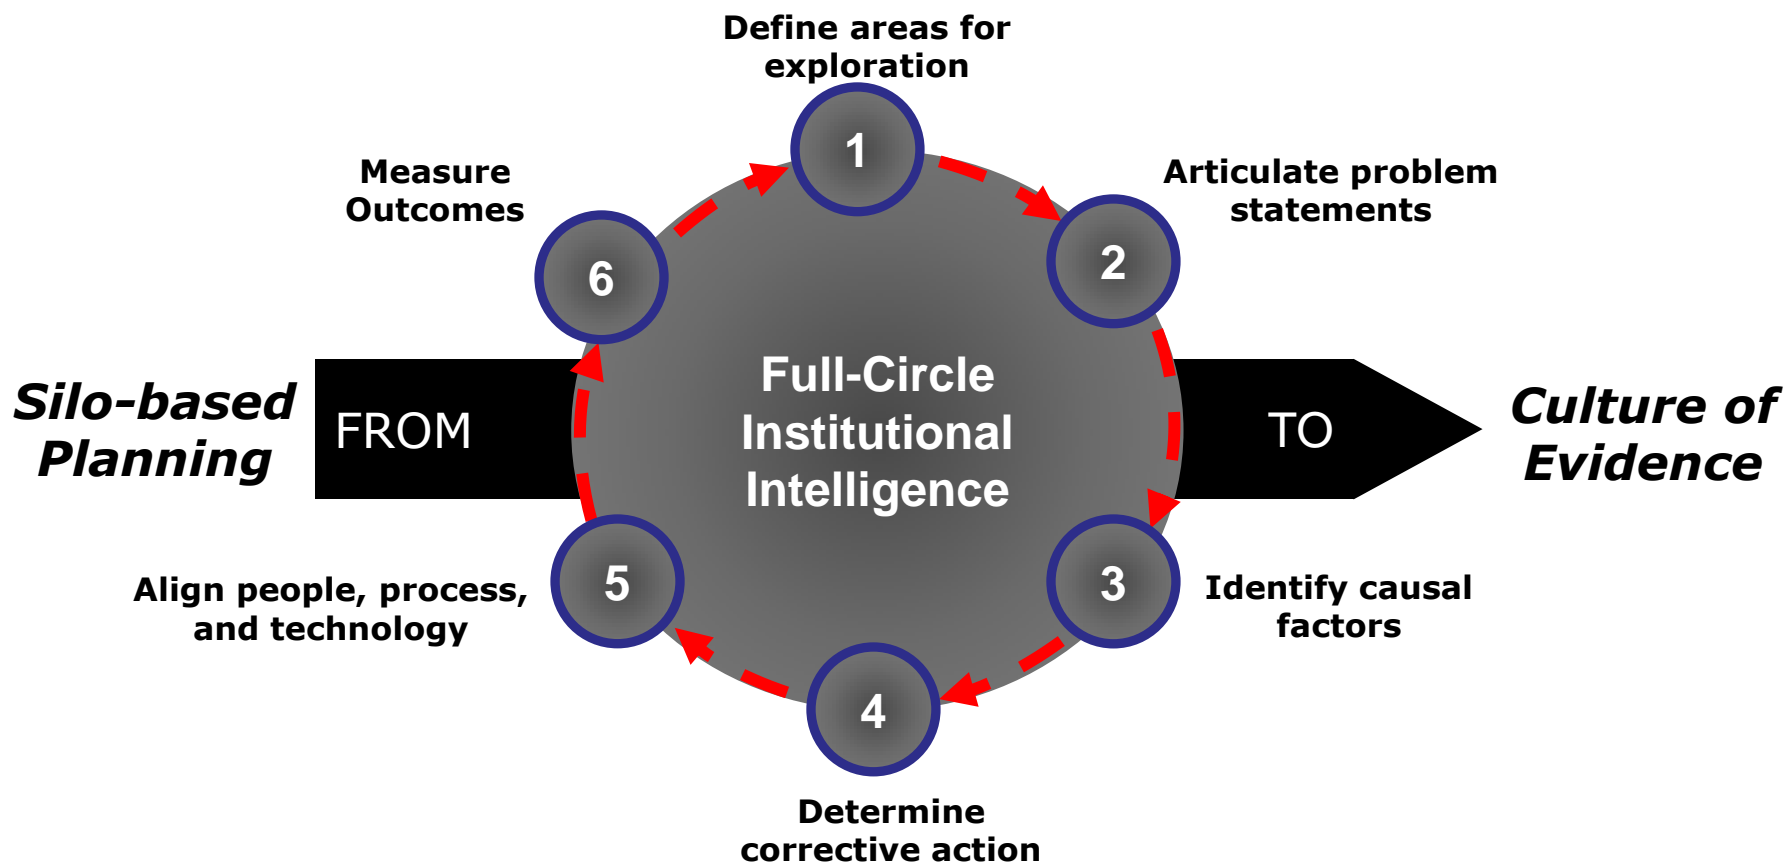 Define areas for
exploration
1
Articulate problem
statements
2
Measure
Outcomes
6
Silo-based
Planning
FROM
Full-Circle
Institutional
Intelligence
TO
Culture of
Evidence
Align people, process,
and technology
5
3
Identify causal
factors
4
Determine
corrective action